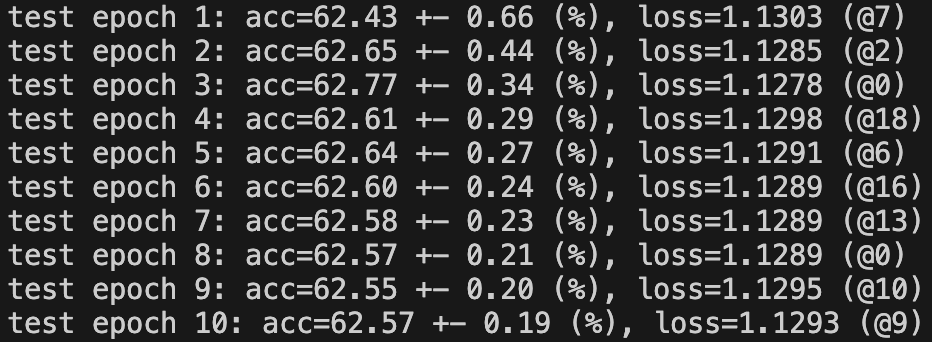 test epoch 1: acc=62.43 +- 0.66 (%), loss=1.1303 (@7)
test epoch 2: acc=62.65 +- 0.44 (%), loss=1.1285 (@2)
test epoch 3: acc=62.77 +- 0.34 (%), loss=1.1278 (@0)
test epoch 4: acc=62.61 +- 0.29 (%), loss=1.1298 (@18)
test epoch 5: acc=62.64 +- 0.27 (%), loss=1.1291 (@6)
test epoch 6: acc=62.60 +- 0.24 (%), loss=1.1289 (@16)
test epoch 7: acc=62.58 +- 0.23 (%), loss=1.1289 (@13)
test epoch 8: acc=62.57 +- 0.21 (%), loss=1.1289 (@0)
test epoch 9: acc=62.55 +- 0.20 (%), loss=1.1295 (@10)
test epoch 10: acc=62.57 +- 0.19 (%), loss=1.1293 (@9)